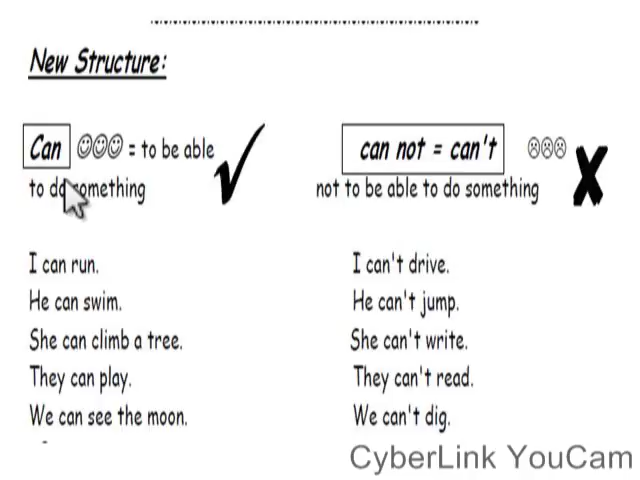 New Structure:
Can = to be able
to do something
can not = can't
not to be able to do something
I can run.
He can swim.
She can climb a tree.
They can play.
We can see the moon.
I can't drive.
He can't jump.
She can't write.
They can't read.
We can't dig.
CyberLink YouCam